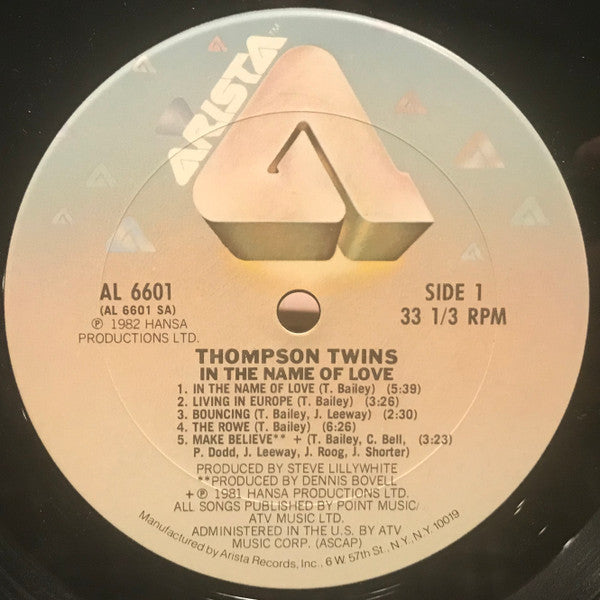 ARISTA™
AL 6601
(AL 6601 SA)
℗ 1982 HANSA
PRODUCTIONS LTD.
SIDE 1
33 1/3 RPM
THOMPSON TWINS
IN THE NAME OF LOVE
1. IN THE NAME OF LOVE (T. Bailey) (5:39)
2. LIVING IN EUROPE (T. Bailey) (3:26)
3. BOUNCING (T. Bailey, J. Leeway) (2:30)
4. THE ROWE (T. Bailey) (6:26)
5. MAKE BELIEVE** + (T. Bailey, C. Bell, (3:23)
P. Dodd, J. Leeway, J. Roog, J. Shorter)
PRODUCED BY STEVE LILLYWHITE
**PRODUCED BY DENNIS BOVELL
+ ℗ 1981 HANSA PRODUCTIONS LTD.
ALL SONGS PUBLISHED BY POINT MUSIC/
ATV MUSIC LTD.
ADMINISTERED IN THE U.S. BY ATV
MUSIC CORP. (ASCAP)
Manufactured by Arista Records, Inc., 6 W. 57th St., N.Y., N.Y. 10019